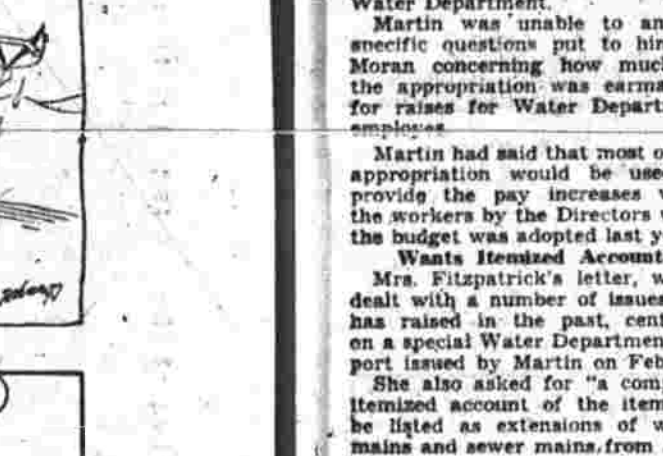 Water Department.
Martin was unable to an
specific questions put to hi
Moran concerning how much
the appropriation was earma
for raises for Water Depart
employes
Martin had said that most o
appropriation would be use
provide the pay increases
the workers by the Directors
the budget was adopted last y
Wants Itemized Account
Mrs. Fitzpatrick's letter, w
dealt with a number of issues
has raised in the past, cent
on a special Water Departmen
port issued by Martin on Feb
She also asked for "a comp
itemized account of the item
be listed as extensions of w
mains and sewer mains, from